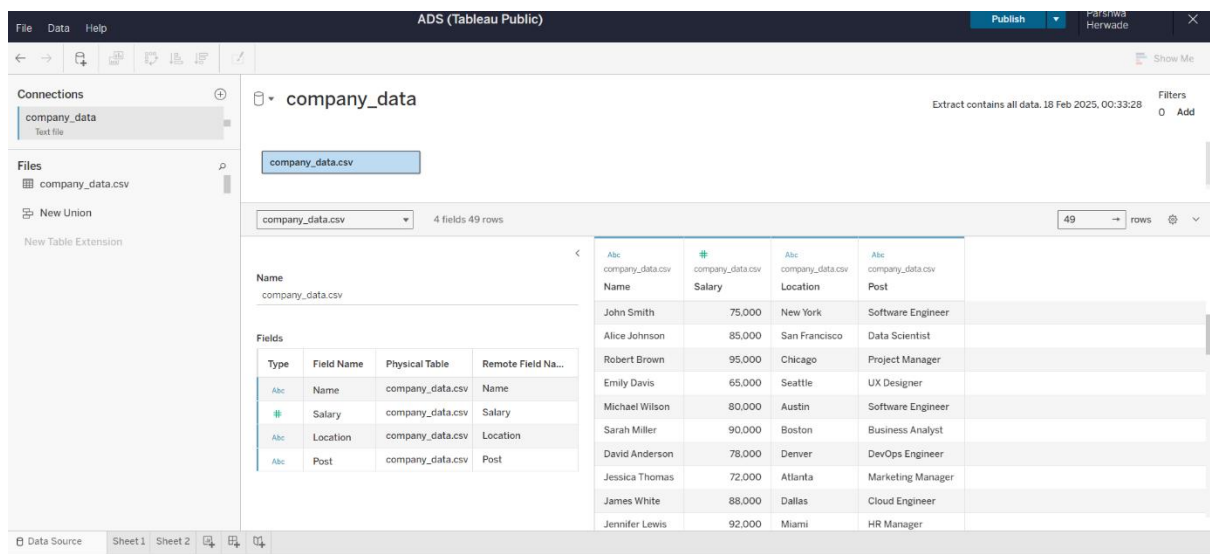 ADS (Tableau Public)
File Data Help
Publish
Parshwa
Herwade
Show Me
Connections
company_data
Text file
Files
company_data.csv
New Union
New Table Extension
company_data
Extract contains all data. 18 Feb 2025, 00:33:28
Filters
0 Add
company_data.csv
company_data.csv 4 fields 49 rows
49 → rows
Name
company_data.csv
Fields
Type Field Name Physical Table Remote Field Na...
Abc Name company_data.csv Name
# Salary company_data.csv Salary
Abc Location company_data.csv Location
Abc Post company_data.csv Post
Abc # Abc Abc
company_data.csv company_data.csv company_data.csv company_data.csv
Name Salary Location Post
John Smith 75,000 New York Software Engineer
Alice Johnson 85,000 San Francisco Data Scientist
Robert Brown 95,000 Chicago Project Manager
Emily Davis 65,000 Seattle UX Designer
Michael Wilson 80,000 Austin Software Engineer
Sarah Miller 90,000 Boston Business Analyst
David Anderson 78,000 Denver DevOps Engineer
Jessica Thomas 72,000 Atlanta Marketing Manager
James White 88,000 Dallas Cloud Engineer
Jennifer Lewis 92,000 Miami HR Manager
Data Source Sheet 1 Sheet 2